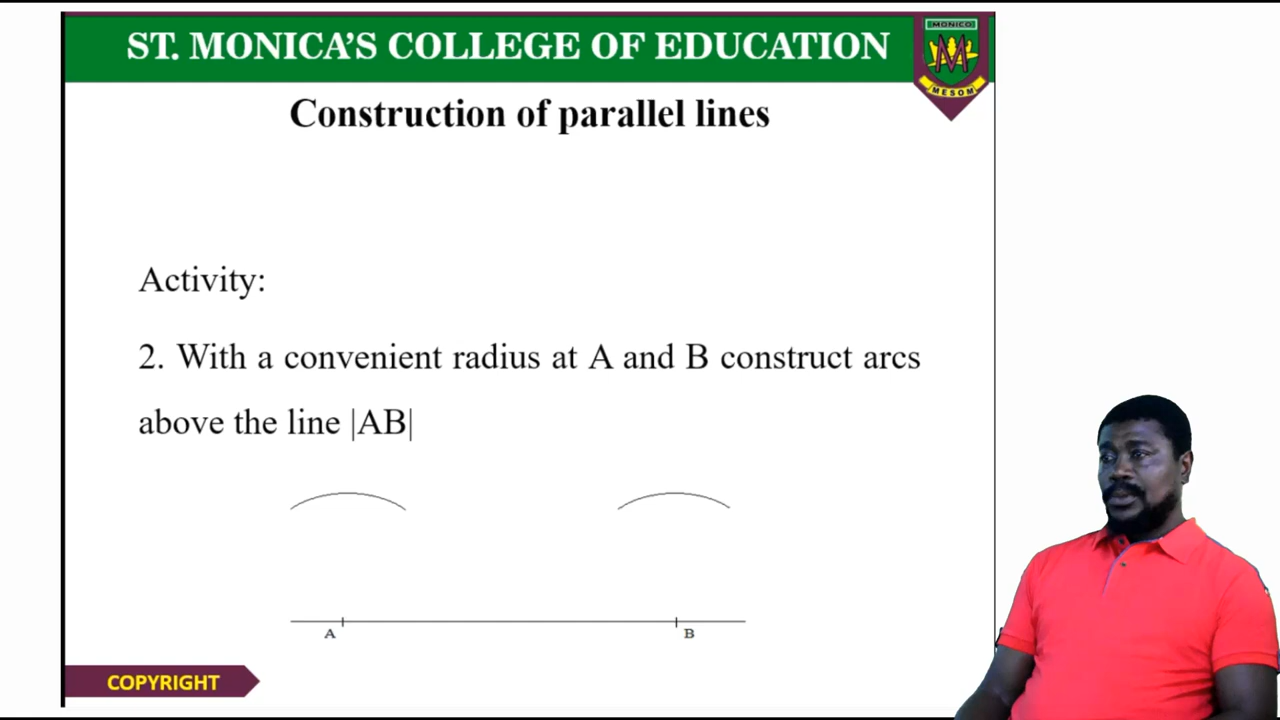 ST. MONICA'S COLLEGE OF EDUCATION
MONICO
M
MESOM
Construction of parallel lines
Activity:
2. With a convenient radius at A and B construct arcs
above the line |AB|
A
B
COPYRIGHT